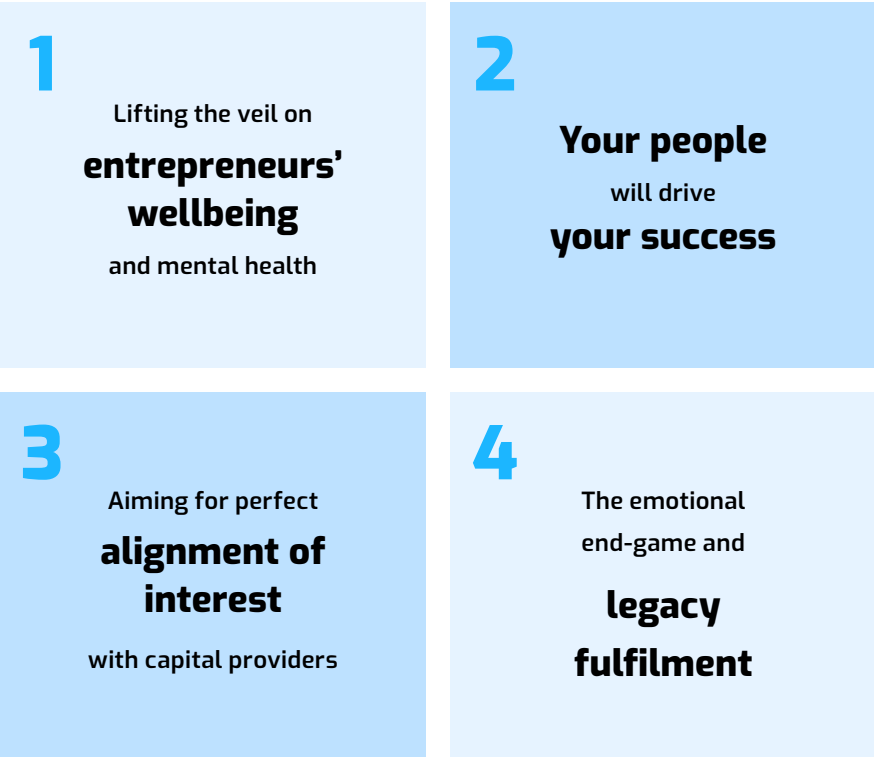 1
Lifting the veil on
entrepreneurs’
wellbeing
and mental health
2
Your people
will drive
your success
3
Aiming for perfect
alignment of
interest
with capital providers
4
The emotional
end-game and
legacy
fulfilment